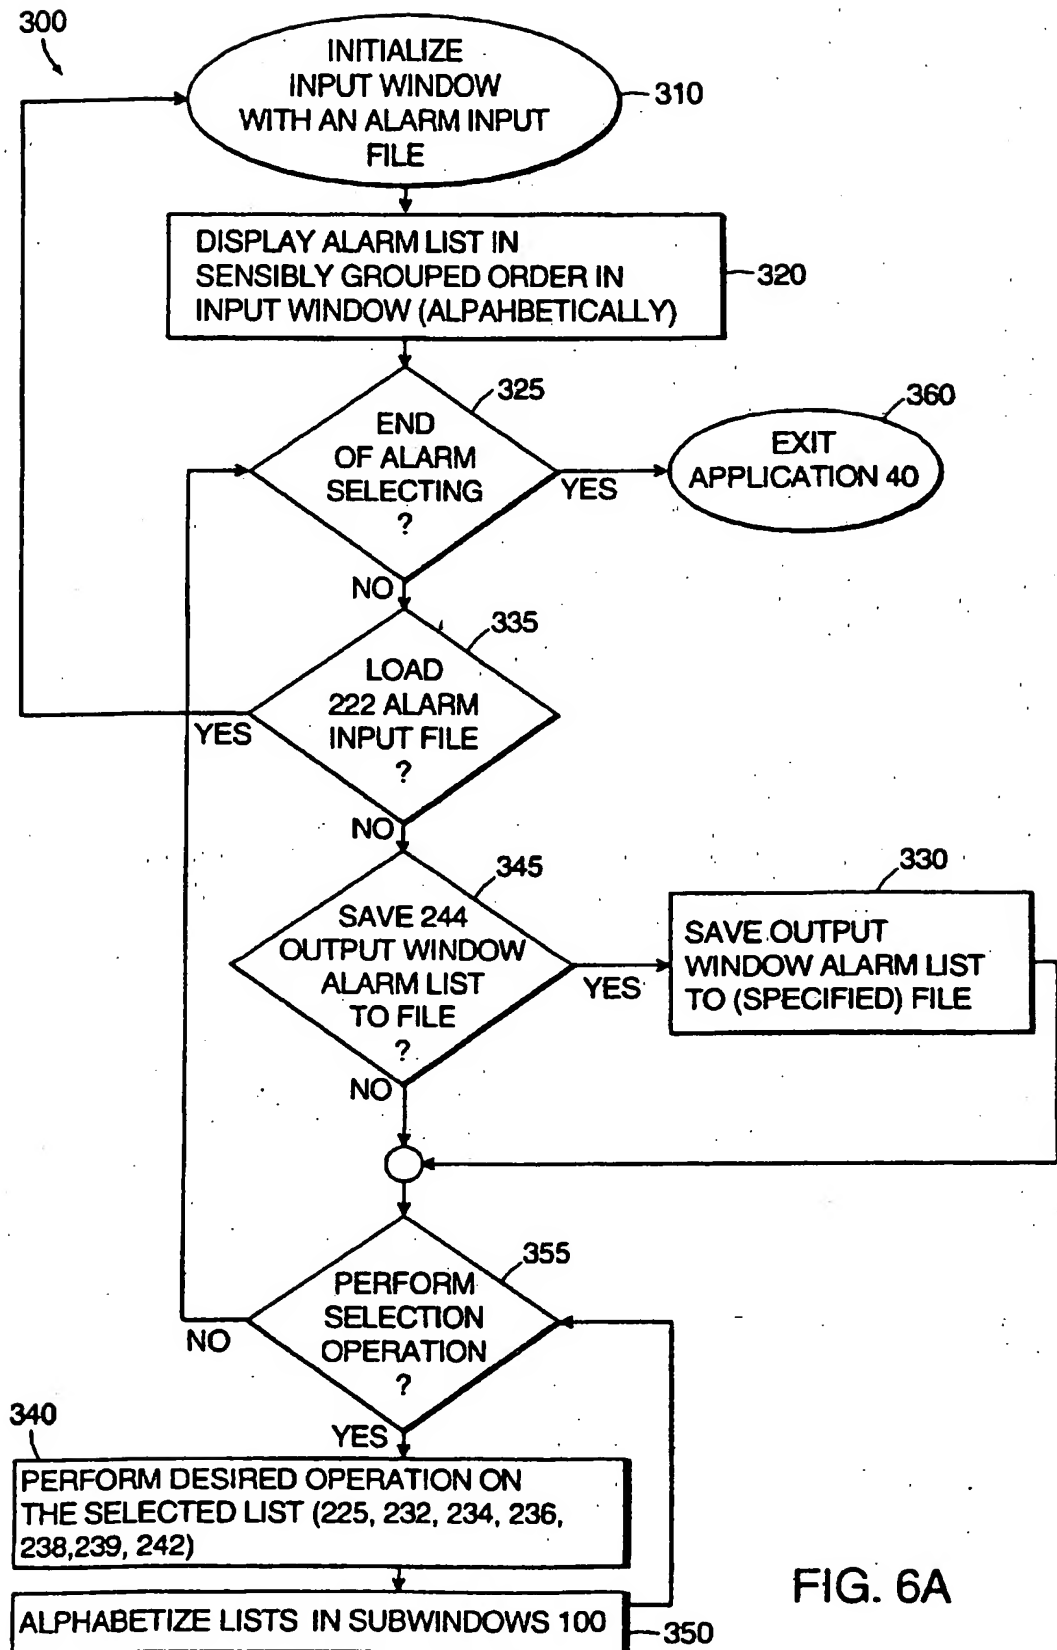 300
INITIALIZE
INPUT WINDOW
WITH AN ALARM INPUT
FILE
310
DISPLAY ALARM LIST IN
SENSIBLY GROUPED ORDER IN
INPUT WINDOW (ALPAHBETICALLY)
320
325
END
OF ALARM
SELECTING
?
YES
360
EXIT
APPLICATION 40
NO
335
LOAD
222 ALARM
INPUT FILE
?
YES
NO
345
SAVE 244
OUTPUT WINDOW
ALARM LIST
TO FILE
?
YES
330
SAVE OUTPUT
WINDOW ALARM LIST
TO (SPECIFIED) FILE
NO
355
PERFORM
SELECTION
OPERATION
?
NO
YES
340
PERFORM DESIRED OPERATION ON
THE SELECTED LIST (225, 232, 234, 236,
238,239, 242)
ALPHABETIZE LISTS IN SUBWINDOWS 100
350
FIG. 6A